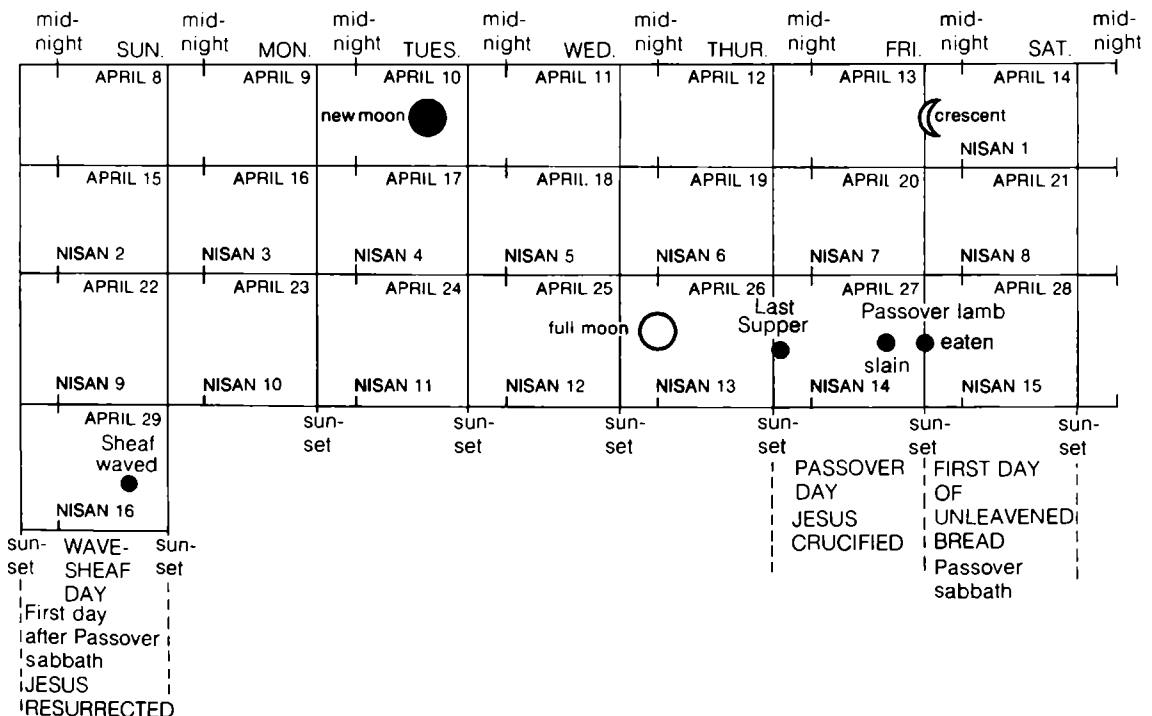 mid- mid- mid- mid- mid- mid- mid- mid-
night SUN. night MON. night TUES. night WED. night THUR. night FRI. night SAT. night
APRIL 8 APRIL 9 APRIL 10 APRIL 11 APRIL 12 APRIL 13 APRIL 14
new moon crescent
NISAN 1
APRIL 15 APRIL 16 APRIL 17 APRIL 18 APRIL 19 APRIL 20 APRIL 21
NISAN 2 NISAN 3 NISAN 4 NISAN 5 NISAN 6 NISAN 7 NISAN 8
APRIL 22 APRIL 23 APRIL 24 APRIL 25 APRIL 26 APRIL 27 APRIL 28
Last Passover lamb
Supper
full moon eaten
slain
NISAN 9 NISAN 10 NISAN 11 NISAN 12 NISAN 13 NISAN 14 NISAN 15
APRIL 29 sun- sun- sun- sun- sun- sun-
set set set set set set
Sheaf
waved
NISAN 16
PASSOVER
DAY
JESUS
CRUCIFIED
FIRST DAY
OF
UNLEAVENED
BREAD
Passover
sabbath
sun- WAVE- sun-
set SHEAF set
DAY
First day
after Passover
sabbath
JESUS
RESURRECTED